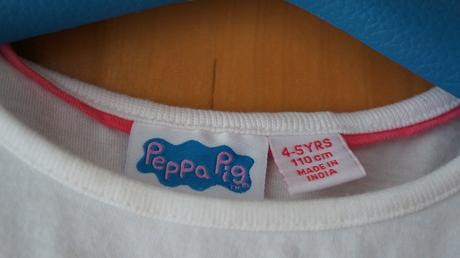 Peppa Pig
4-5YRS
110 cm
MADE IN
INDIA